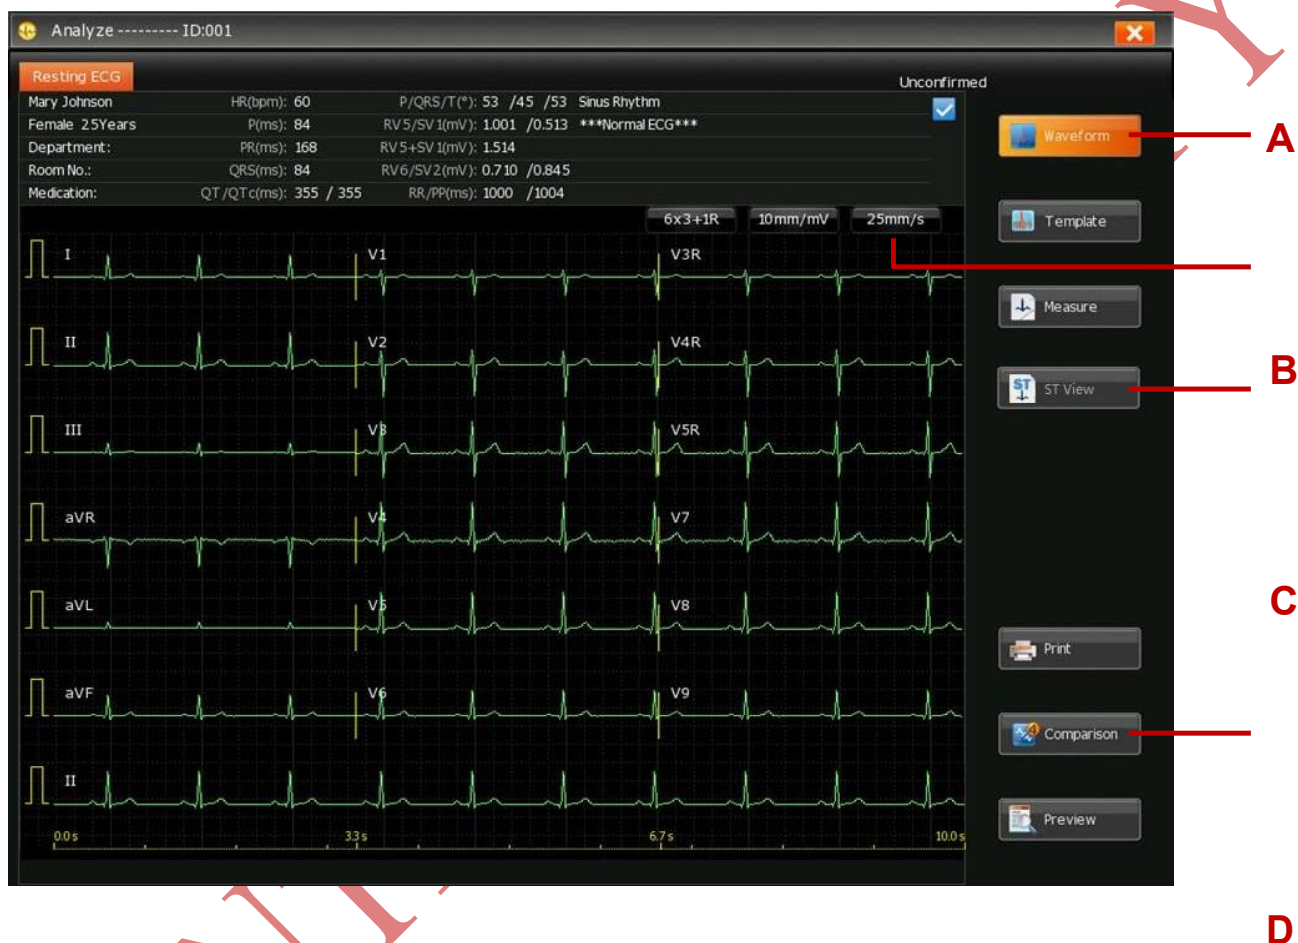 Analyze --------- ID:001
Resting ECG
Unconfirmed
Mary Johnson HR(bpm): 60 P/QRS/T(°): 53 /45 /53 Sinus Rhythm
Female 25Years P(ms): 84 RV5/SV1(mV): 1.001 /0.513 ***Normal ECG***
Department: PR(ms): 168 RV5+SV1(mV): 1.514
Room No.: QRS(ms): 84 RV6/SV2(mV): 0.710 /0.845
Medication: QT/QTc(ms): 355 / 355 RR/PP(ms): 1000 /1004
6x3+1R 10mm/mV 25mm/s
I V1 V3R
II V2 V4R
III V3 V5R
aVR V4 V7
aVL V5 V8
aVF V6 V9
II
0.0 s 3.3 s 6.7 s 10.0 s
Waveform
Template
Measure
ST View
Print
Comparison
Preview
A
B
C
D